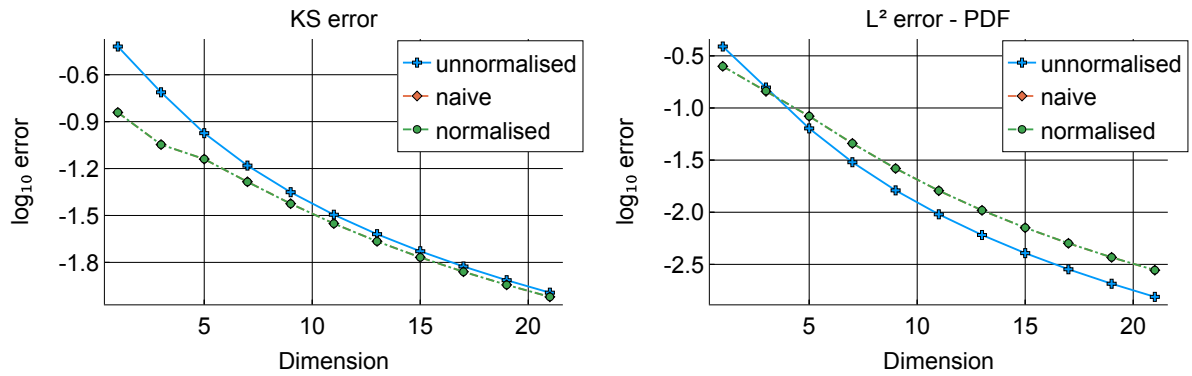 KS error
-0.6
-0.9
-1.2
-1.5
-1.8
log₁₀ error
5
10
15
20
Dimension
unnormalised
naive
normalised
L² error - PDF
-0.5
-1.0
-1.5
-2.0
-2.5
log₁₀ error
5
10
15
20
Dimension
unnormalised
naive
normalised